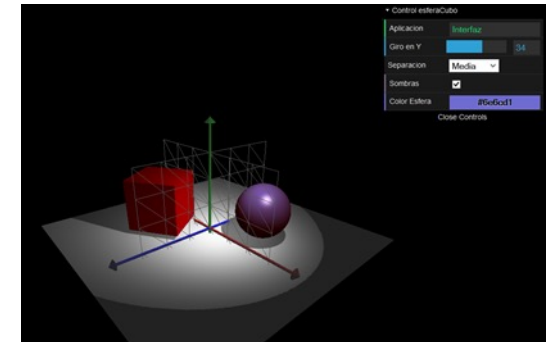 ▾ Control esferaCubo
Aplicacion Interfaz
Giro en Y 34
Separacion Media
Sombras
Color Esfera #6e6cd1
Close Controls